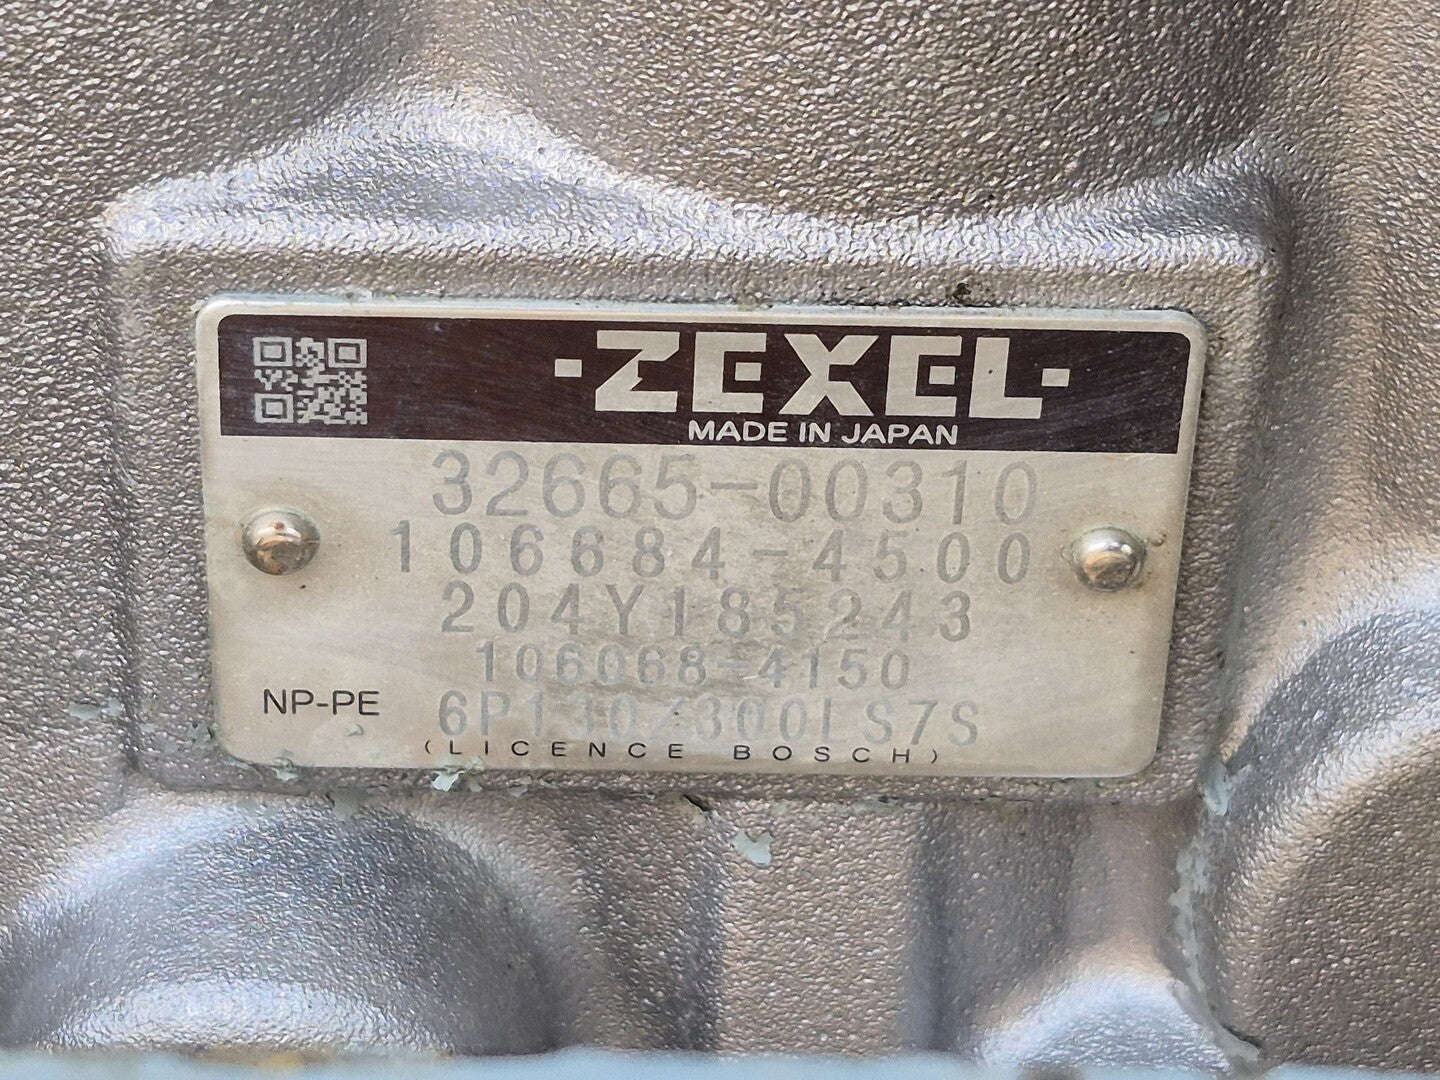 ·ZEXEL·
MADE IN JAPAN
32665-00310
106684-4500
204Y185243
106068-4150
NP-PE 6P130/300LS7S
(LICENCE BOSCH)